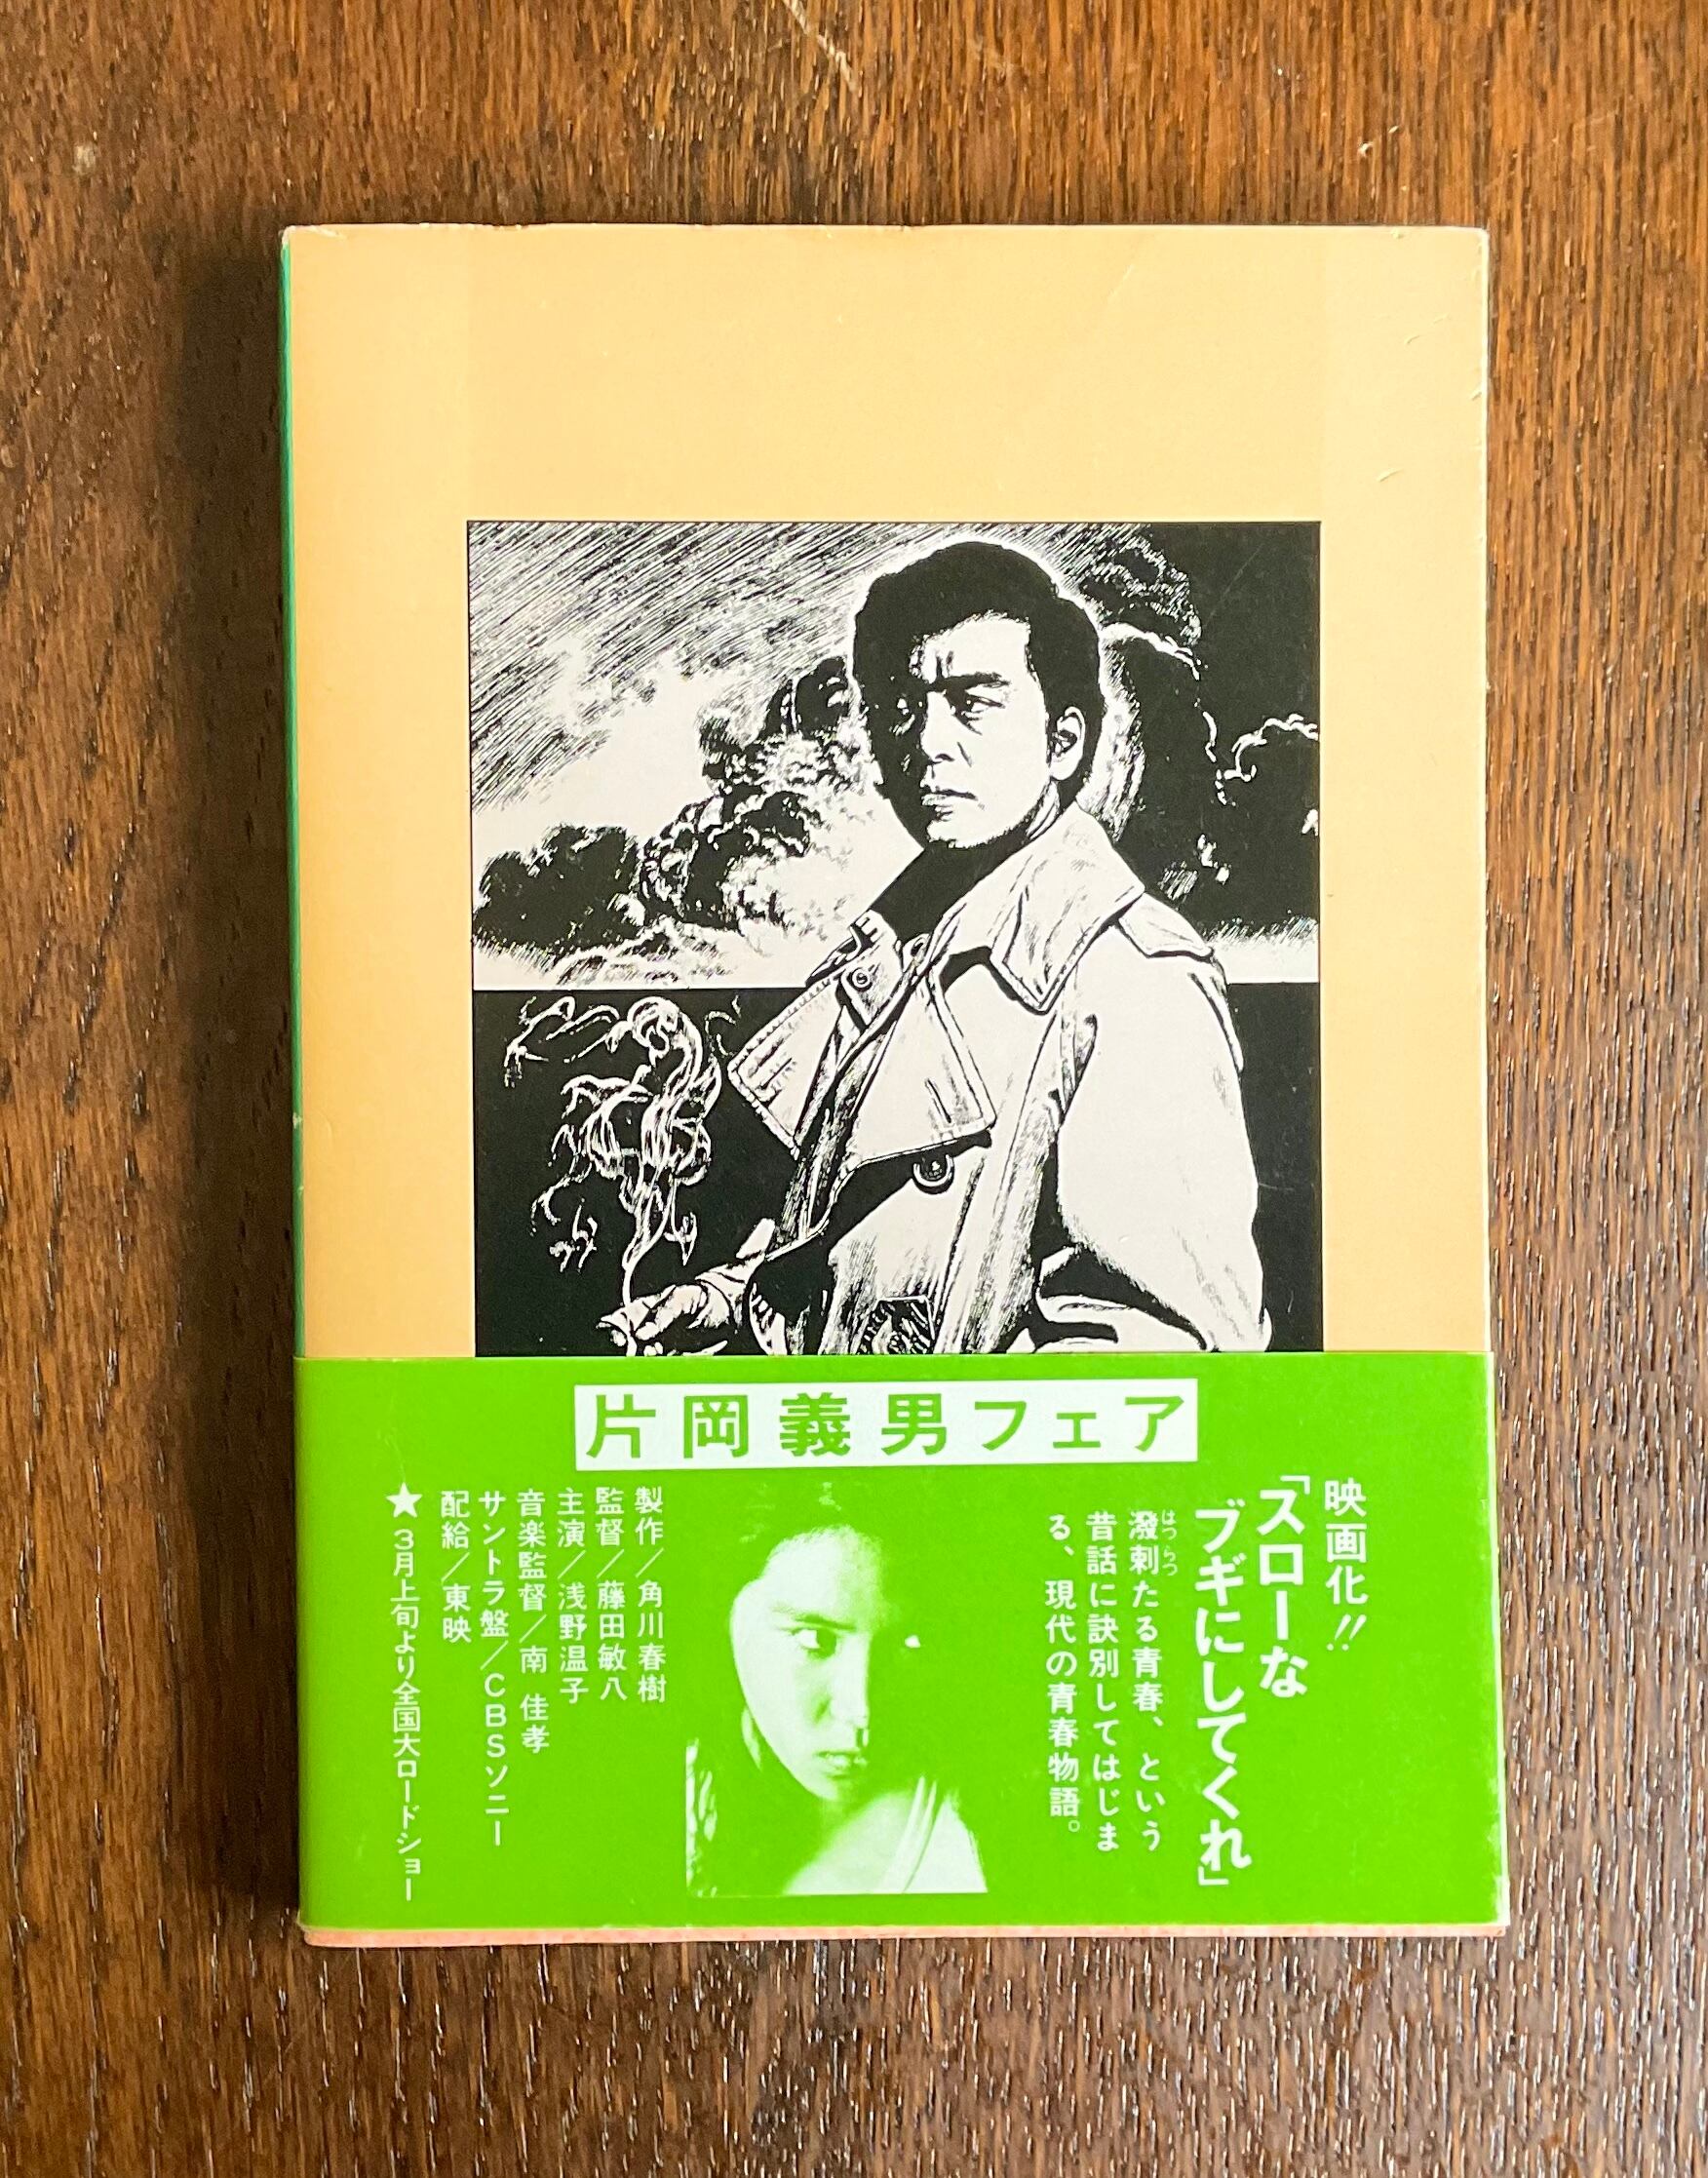 片岡義男フェア
映画化!!
「スローな
ブギにしてくれ」
潑剌たる青春、という
はつらつ
昔話に訣別してはじま
る、現代の青春物語。
製作／角川春樹
監督／藤田敏八
主演／浅野温子
音楽監督／南 佳孝
サントラ盤／CBSソニー
配給／東映
★3月上旬より全国大ロードショー